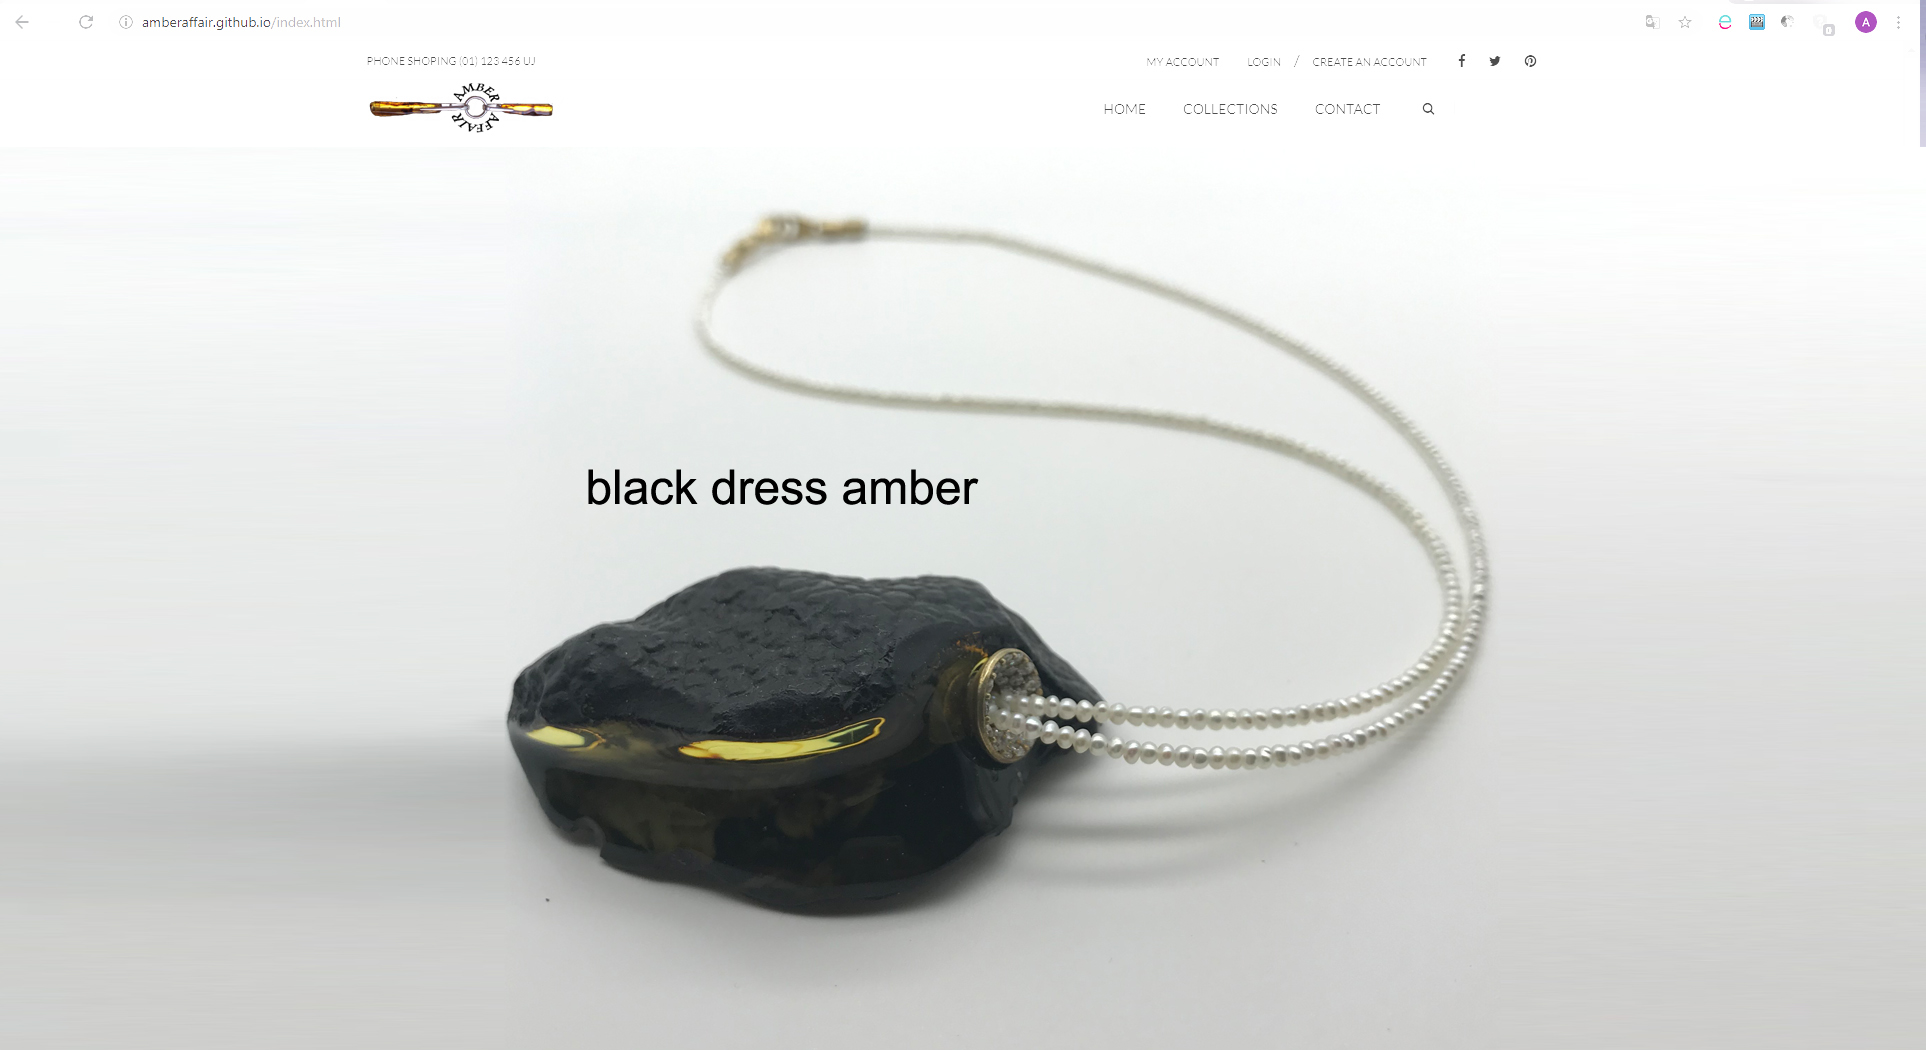 amberaffair.github.io/index.html
A
PHONE SHOPING (01) 123 456 UJ
MY ACCOUNT LOGIN / CREATE AN ACCOUNT
AMBER
AFFAIR
HOME COLLECTIONS CONTACT
black dress amber